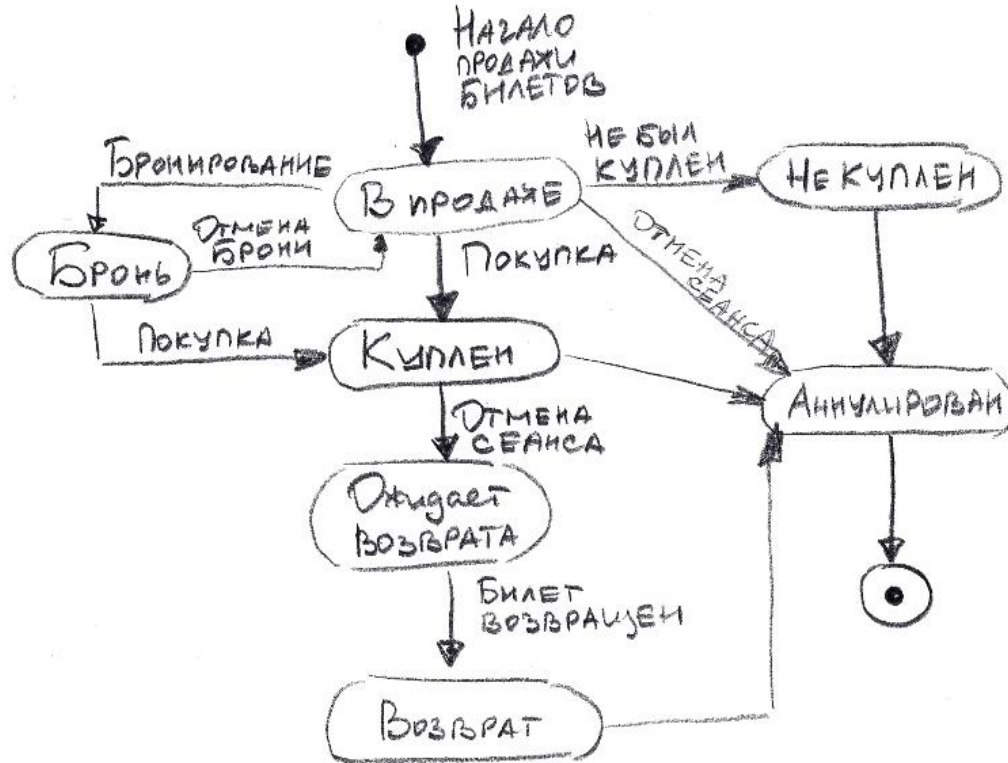 Начало
продажи
билетов
Бронирование
не был
куплен
В продаже
Не куплен
Отмена
брони
Бронь
Покупка
Отмена
сеанса
Покупка
Куплен
Аннулирован
Отмена
сеанса
Ожидает
возврата
Билет
возвращен
Возврат